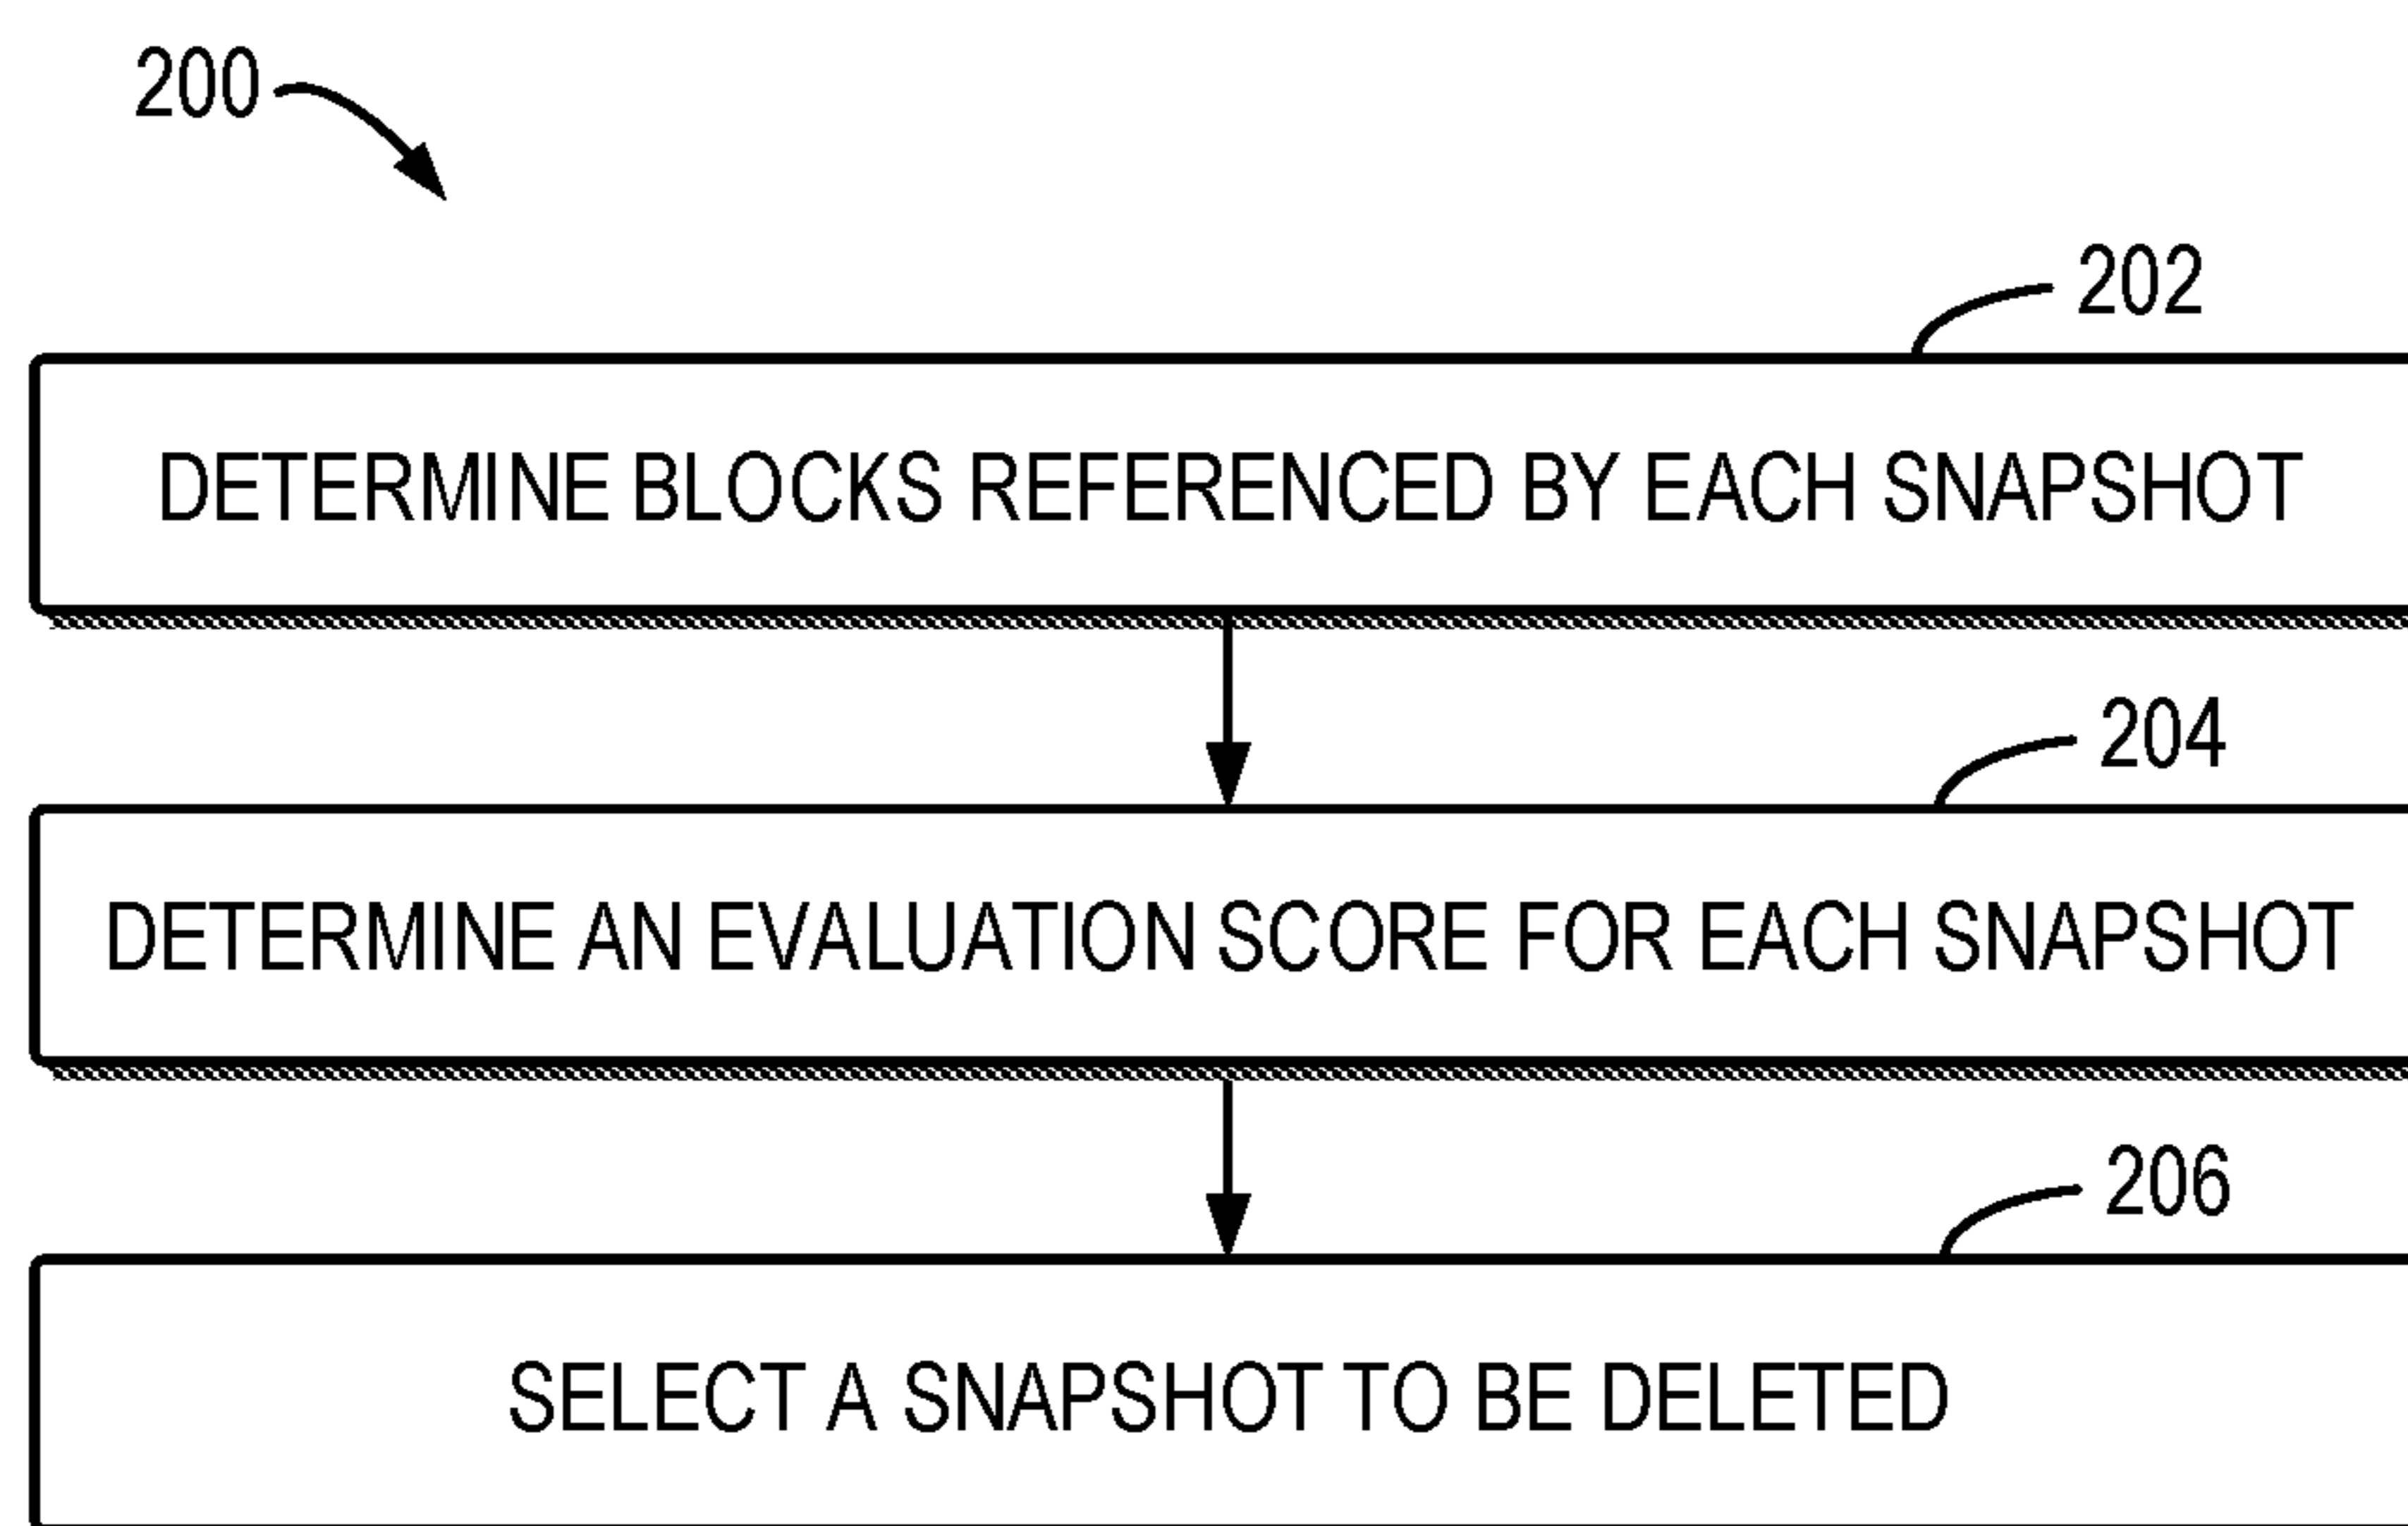 200
202
DETERMINE BLOCKS REFERENCED BY EACH SNAPSHOT
204
DETERMINE AN EVALUATION SCORE FOR EACH SNAPSHOT
206
SELECT A SNAPSHOT TO BE DELETED